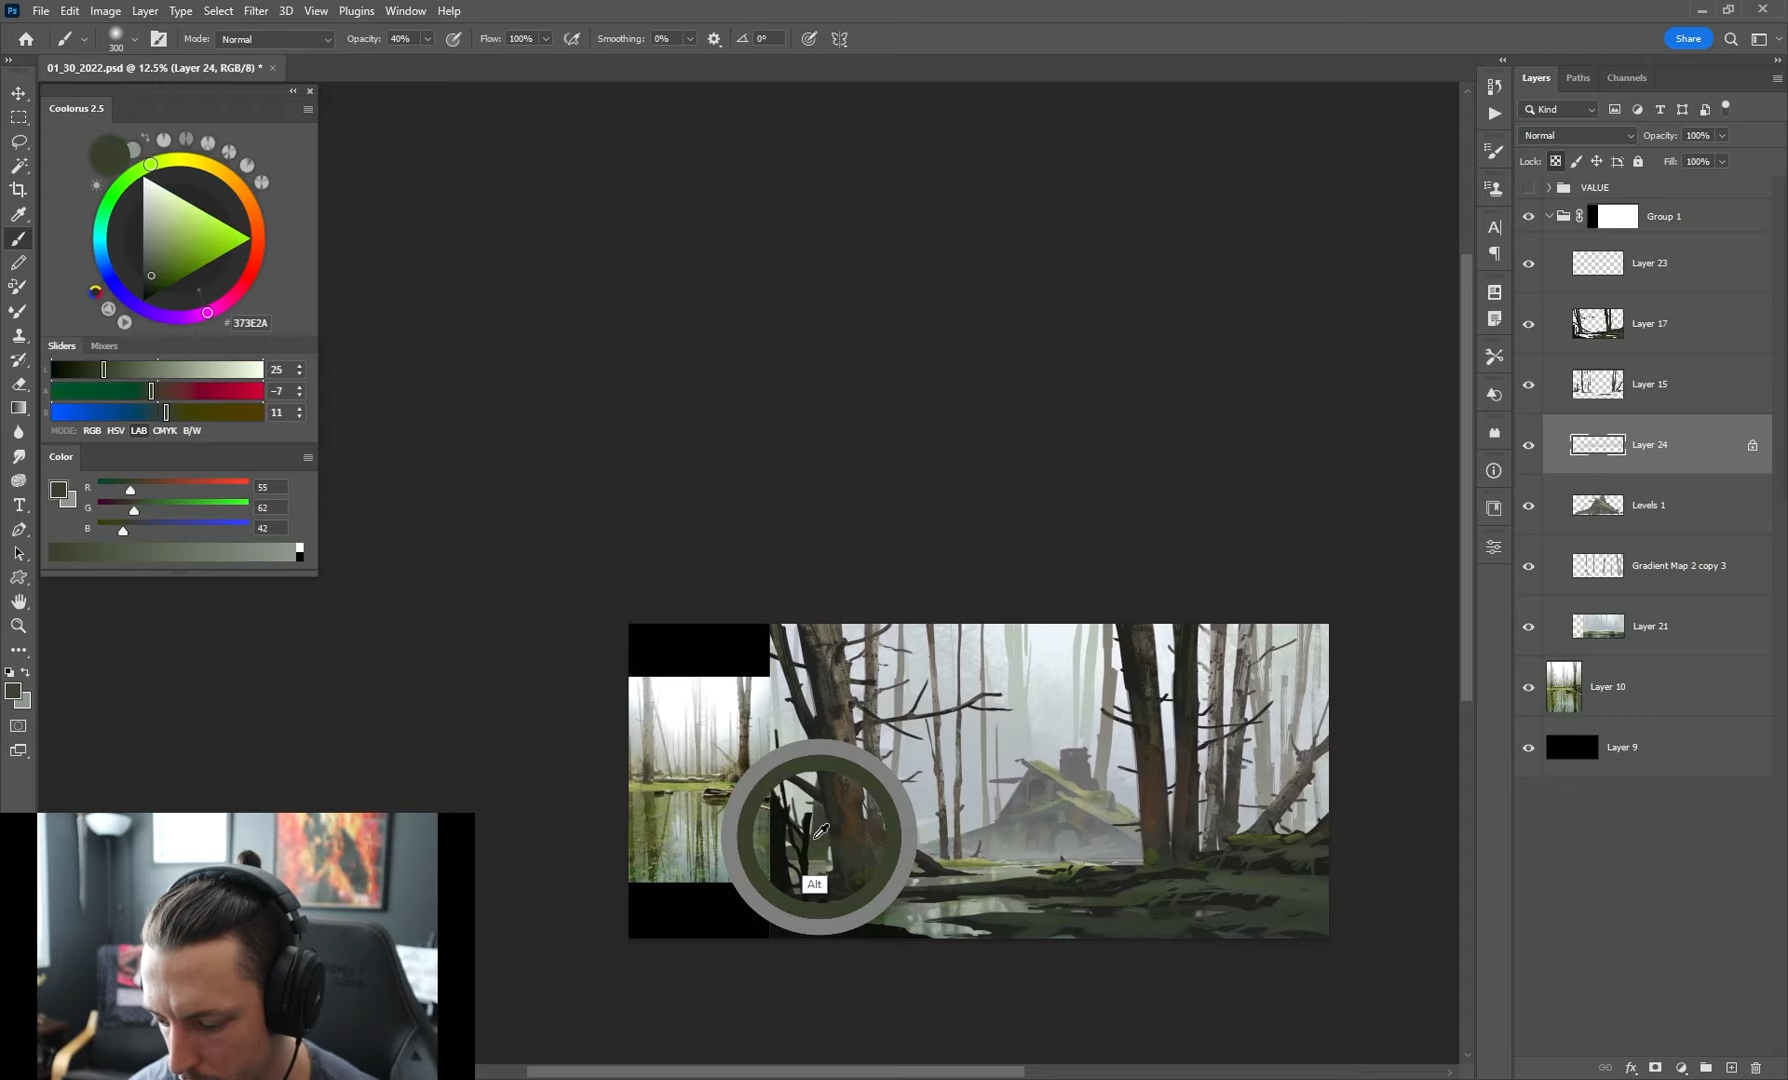 Ps File Edit Image Layer Type Select Filter 3D View Plugins Window Help
300 Mode: Normal Opacity: 40% Flow: 100% Smoothing: 0% 0° Share
01_30_2022.psd @ 12.5% (Layer 24, RGB/8) * ×
Coolorus 2.5
# 373E2A
Sliders Mixers
L 25
A -7
B 11
MODE: RGB HSV LAB CMYK B/W
Color
R 55
G 62
B 42
Alt
Layers Paths Channels
Kind
Normal Opacity: 100%
Lock: Fill: 100%
VALUE
Group 1
Layer 23
Layer 17
Layer 15
Layer 24
Levels 1
Gradient Map 2 copy 3
Layer 21
Layer 10
Layer 9
fx